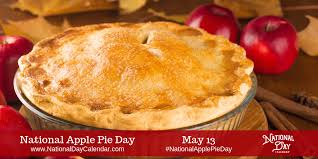 National Apple Pie Day
www.NationalDayCalendar.com
May 13
#NationalApplePieDay
NATIONAL
DAY
CALENDAR